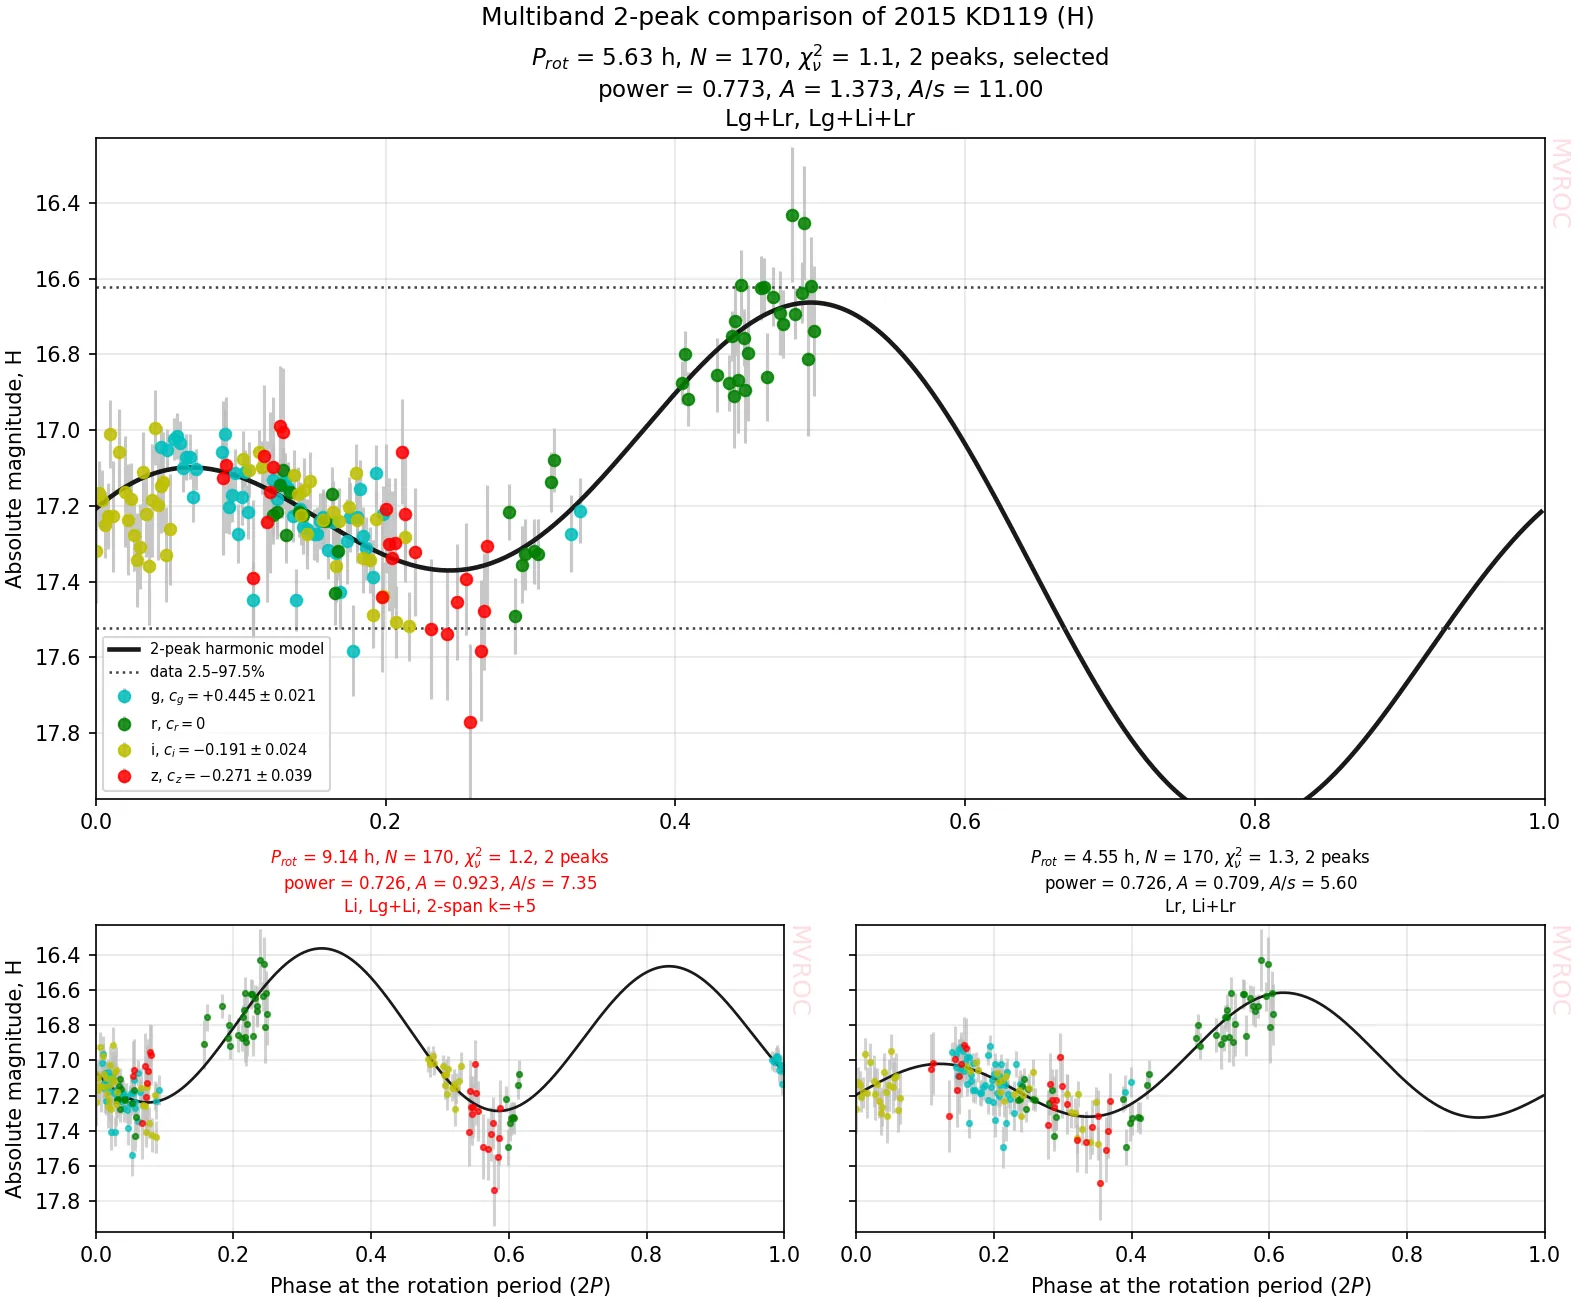 Multiband 2-peak comparison of 2015 KD119 (H)
P_rot = 5.63 h, N = 170, χ²_ν = 1.1, 2 peaks, selected
power = 0.773, A = 1.373, A/s = 11.00
Lg+Lr, Lg+Li+Lr
MVROC
Absolute magnitude, H
16.4
16.6
16.8
17.0
17.2
17.4
17.6
17.8
2-peak harmonic model
data 2.5–97.5%
g, c_g = +0.445 ± 0.021
r, c_r = 0
i, c_i = −0.191 ± 0.024
z, c_z = −0.271 ± 0.039
0.0 0.2 0.4 0.6 0.8 1.0
P_rot = 9.14 h, N = 170, χ²_ν = 1.2, 2 peaks
power = 0.726, A = 0.923, A/s = 7.35
Li, Lg+Li, 2-span k=+5
MVROC
Absolute magnitude, H
16.4
16.6
16.8
17.0
17.2
17.4
17.6
17.8
0.0 0.2 0.4 0.6 0.8 1.0
Phase at the rotation period (2P)
P_rot = 4.55 h, N = 170, χ²_ν = 1.3, 2 peaks
power = 0.726, A = 0.709, A/s = 5.60
Lr, Li+Lr
MVROC
0.0 0.2 0.4 0.6 0.8 1.0
Phase at the rotation period (2P)